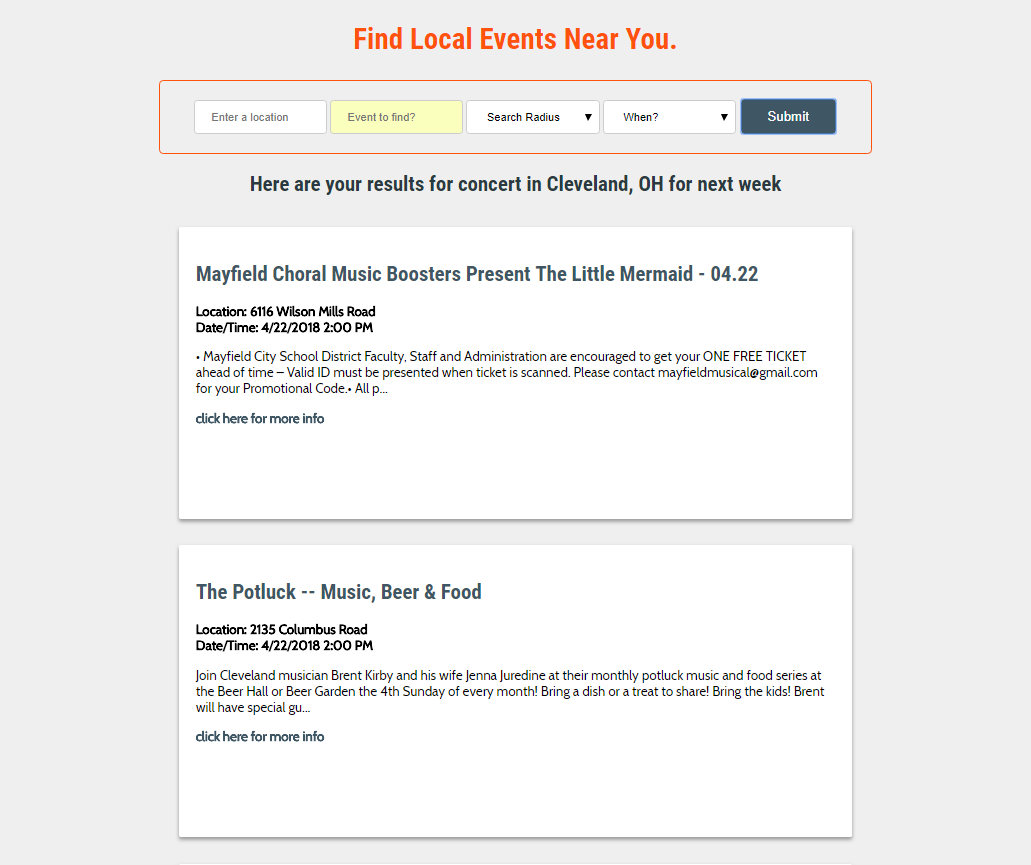 Find Local Events Near You.
Enter a location
Event to find?
Search Radius
When?
Submit
Here are your results for concert in Cleveland, OH for next week
Mayfield Choral Music Boosters Present The Little Mermaid - 04.22
Location: 6116 Wilson Mills Road
Date/Time: 4/22/2018 2:00 PM
• Mayfield City School District Faculty, Staff and Administration are encouraged to get your ONE FREE TICKET
ahead of time – Valid ID must be presented when ticket is scanned. Please contact mayfieldmusical@gmail.com
for your Promotional Code.• All p...
click here for more info
The Potluck -- Music, Beer & Food
Location: 2135 Columbus Road
Date/Time: 4/22/2018 2:00 PM
Join Cleveland musician Brent Kirby and his wife Jenna Juredine at their monthly potluck music and food series at
the Beer Hall or Beer Garden the 4th Sunday of every month! Bring a dish or a treat to share! Bring the kids! Brent
will have special gu...
click here for more info